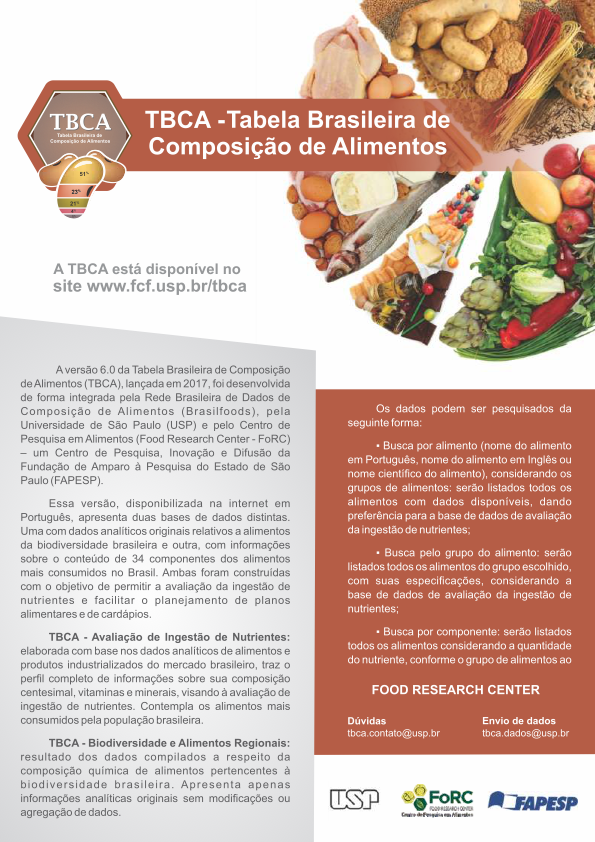 TBCA
Tabela Brasileira de
Composição de Alimentos
51%
23%
21%
TBCA -Tabela Brasileira de
Composição de Alimentos
A TBCA está disponível no
site www.fcf.usp.br/tbca
A versão 6.0 da Tabela Brasileira de Composição
de Alimentos (TBCA), lançada em 2017, foi desenvolvida
de forma integrada pela Rede Brasileira de Dados de
Composição de Alimentos (Brasilfoods), pela
Universidade de São Paulo (USP) e pelo Centro de
Pesquisa em Alimentos (Food Research Center - FoRC)
– um Centro de Pesquisa, Inovação e Difusão da
Fundação de Amparo à Pesquisa do Estado de São
Paulo (FAPESP).
Essa versão, disponibilizada na internet em
Português, apresenta duas bases de dados distintas.
Uma com dados analíticos originais relativos a alimentos
da biodiversidade brasileira e outra, com informações
sobre o conteúdo de 34 componentes dos alimentos
mais consumidos no Brasil. Ambas foram construídas
com o objetivo de permitir a avaliação da ingestão de
nutrientes e facilitar o planejamento de planos
alimentares e de cardápios.
TBCA - Avaliação de Ingestão de Nutrientes:
elaborada com base nos dados analíticos de alimentos e
produtos industrializados do mercado brasileiro, traz o
perfil completo de informações sobre sua composição
centesimal, vitaminas e minerais, visando à avaliação de
ingestão de nutrientes. Contempla os alimentos mais
consumidos pela população brasileira.
TBCA - Biodiversidade e Alimentos Regionais:
resultado dos dados compilados a respeito da
composição química de alimentos pertencentes à
biodiversidade brasileira. Apresenta apenas
informações analíticas originais sem modificações ou
agregação de dados.
Os dados podem ser pesquisados da
seguinte forma:
• Busca por alimento (nome do alimento
em Português, nome do alimento em Inglês ou
nome científico do alimento), considerando os
grupos de alimentos: serão listados todos os
alimentos com dados disponíveis, dando
preferência para a base de dados de avaliação
da ingestão de nutrientes;
• Busca pelo grupo do alimento: serão
listados todos os alimentos do grupo escolhido,
com suas especificações, considerando a
base de dados de avaliação da ingestão de
nutrientes;
• Busca por componente: serão listados
todos os alimentos considerando a quantidade
do nutriente, conforme o grupo de alimentos ao
FOOD RESEARCH CENTER
Dúvidas
tbca.contato@usp.br
Envio de dados
tbca.dados@usp.br
USP
FoRC
FOOD RESEARCH CENTER
Centro de Pesquisa em Alimentos
FAPESP